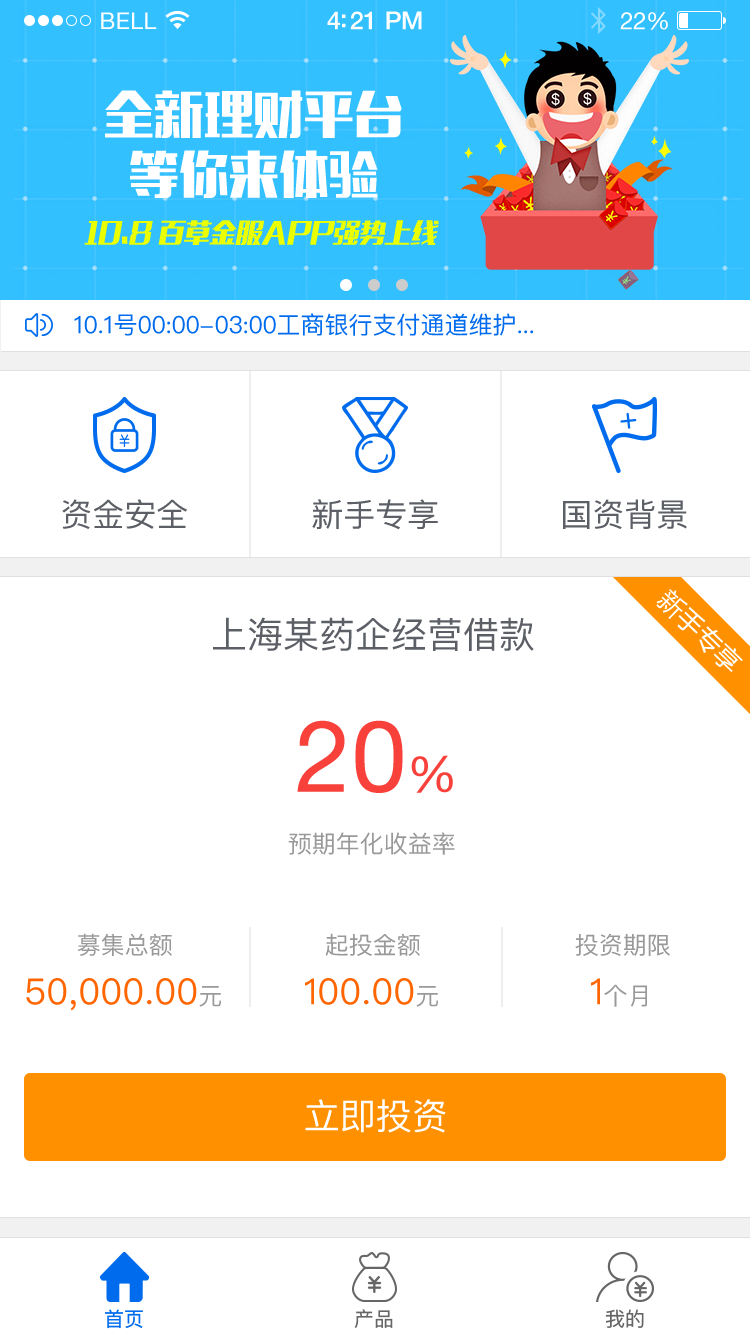 BELL 4:21 PM 22%
全新理财平台
等你来体验
10.8 百草金服APP强势上线
10.1号00:00-03:00工商银行支付通道维护...
资金安全 新手专享 国资背景
新手专享
上海某药企经营借款
20%
预期年化收益率
募集总额 起投金额 投资期限
50,000.00元 100.00元 1个月
立即投资
首页 产品 我的